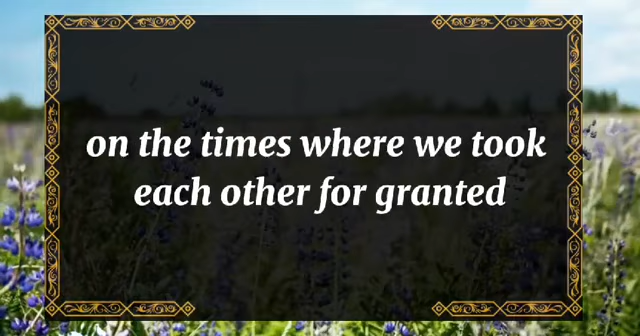 on the times where we took
each other for granted